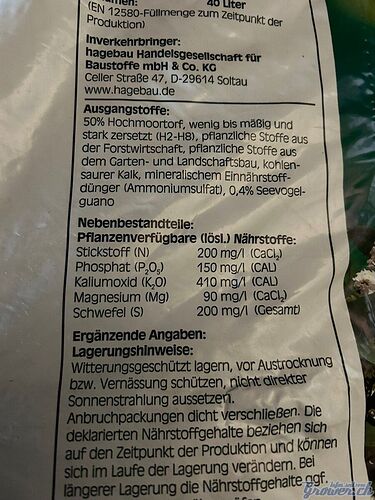 40 Liter
(EN 12580-Füllmenge zum Zeitpunkt der
Produktion)
Inverkehrbringer:
hagebau Handelsgesellschaft für
Baustoffe mbH & Co. KG
Celler Straße 47, D-29614 Soltau
www.hagebau.de
Ausgangstoffe:
50% Hochmoortorf, wenig bis mäßig und
stark zersetzt (H2-H8), pflanzliche Stoffe aus
der Forstwirtschaft, pflanzliche Stoffe aus
dem Garten- und Landschaftsbau, kohlen-
saurer Kalk, mineralischem Einnährstoff-
dünger (Ammoniumsulfat), 0,4% Seevogel-
guano
Nebenbestandteile:
Pflanzenverfügbare (lösl.) Nährstoffe:
Stickstoff (N) 200 mg/l (CaCl₂)
Phosphat (P₂O₅) 150 mg/l (CAL)
Kaliumoxid (K₂O) 410 mg/l (CAL)
Magnesium (Mg) 90 mg/l (CaCl₂)
Schwefel (S) 200 mg/l (Gesamt)
Ergänzende Angaben:
Lagerungshinweise:
Witterungsgeschützt lagern, vor Austrocknung
bzw. Vernässung schützen, nicht direkter
Sonnenstrahlung aussetzen.
Anbruchpackungen dicht verschließen. Die
deklarierten Nährstoffgehalte beziehen sich
auf den Zeitpunkt der Produktion und können
sich im Laufe der Lagerung verändern. Bei
längerer Lagerung die Nährstoffgehalte ggf.
Grower.ch